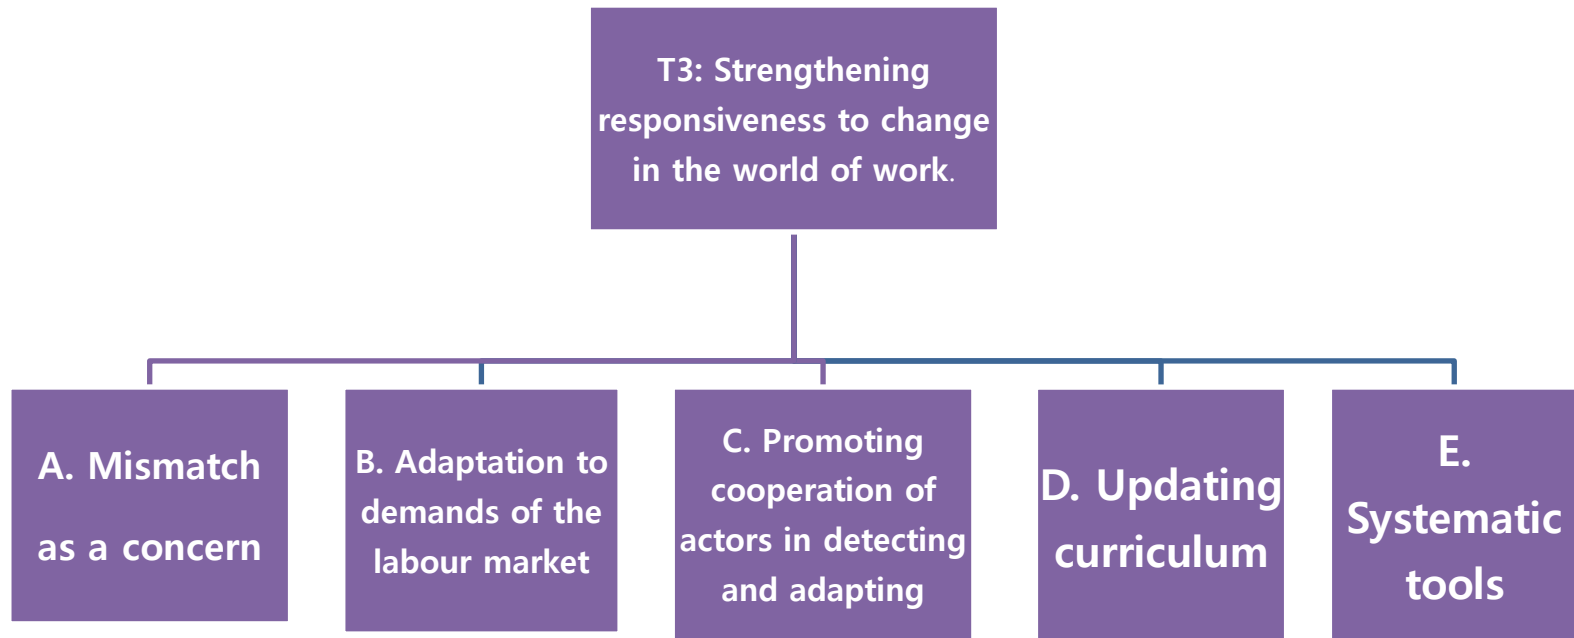 T3: Strengthening
responsiveness to change
in the world of work.
A. Mismatch
as a concern
B. Adaptation to
demands of the
labour market
C. Promoting
cooperation of
actors in detecting
and adapting
D. Updating
curriculum
E.
Systematic
tools